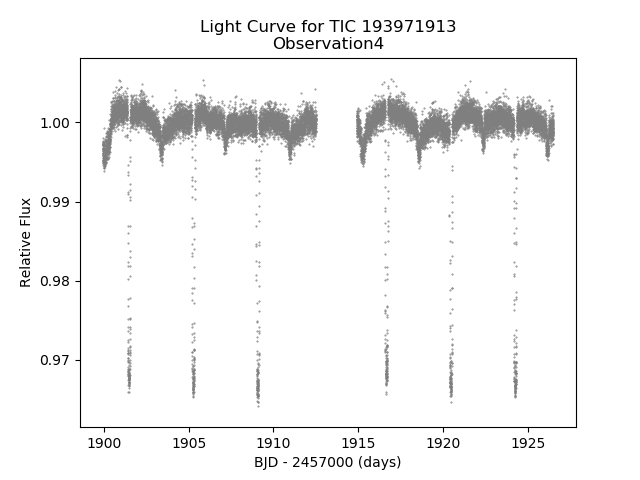 Light Curve for TIC 193971913
Observation4
Relative Flux
1.00
0.99
0.98
0.97
1900 1905 1910 1915 1920 1925
BJD - 2457000 (days)